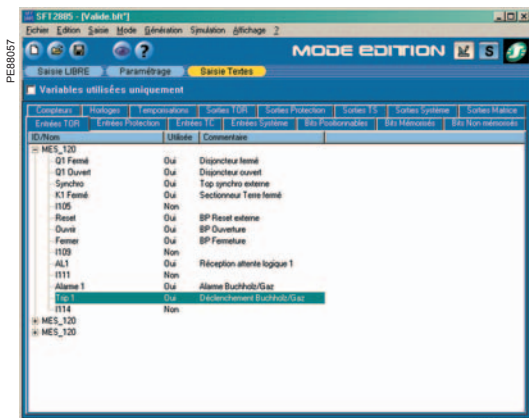 PE88057
SFT2885 - [Valide.bft*]
Fichier Edition Saisie Mode Génération Simulation Affichage ?
MODE EDITION
S
Saisie LIBRE Paramétrage Saisie Textes
Variables utilisées uniquement
Compteurs Horloges Temporisations Sorties TOR Sorties Protection Sorties TS Sorties Système Sorties Matrice
Entrées TOR Entrées Protection Entrées TC Entrées Système Bits Positionnables Bits Mémorisés Bits Non mémorisés
ID/Nom Utilisée Commentaire
MES_120
Q1 Fermé Oui Disjoncteur fermé
Q1 Ouvert Oui Disjoncteur ouvert
Synchro Oui Top synchro externe
K1 Fermé Oui Sectionneur Terre fermé
I105 Non
Reset Oui BP Reset externe
Ouvrir Oui BP Ouverture
Fermer Oui BP Fermeture
I109 Non
AL1 Oui Réception attente logique 1
I111 Non
Alarme 1 Oui Alarme Buchholz/Gaz
Trip 1 Oui Déclenchement Buchholz/Gaz
I114 Non
MES_120
MES_120